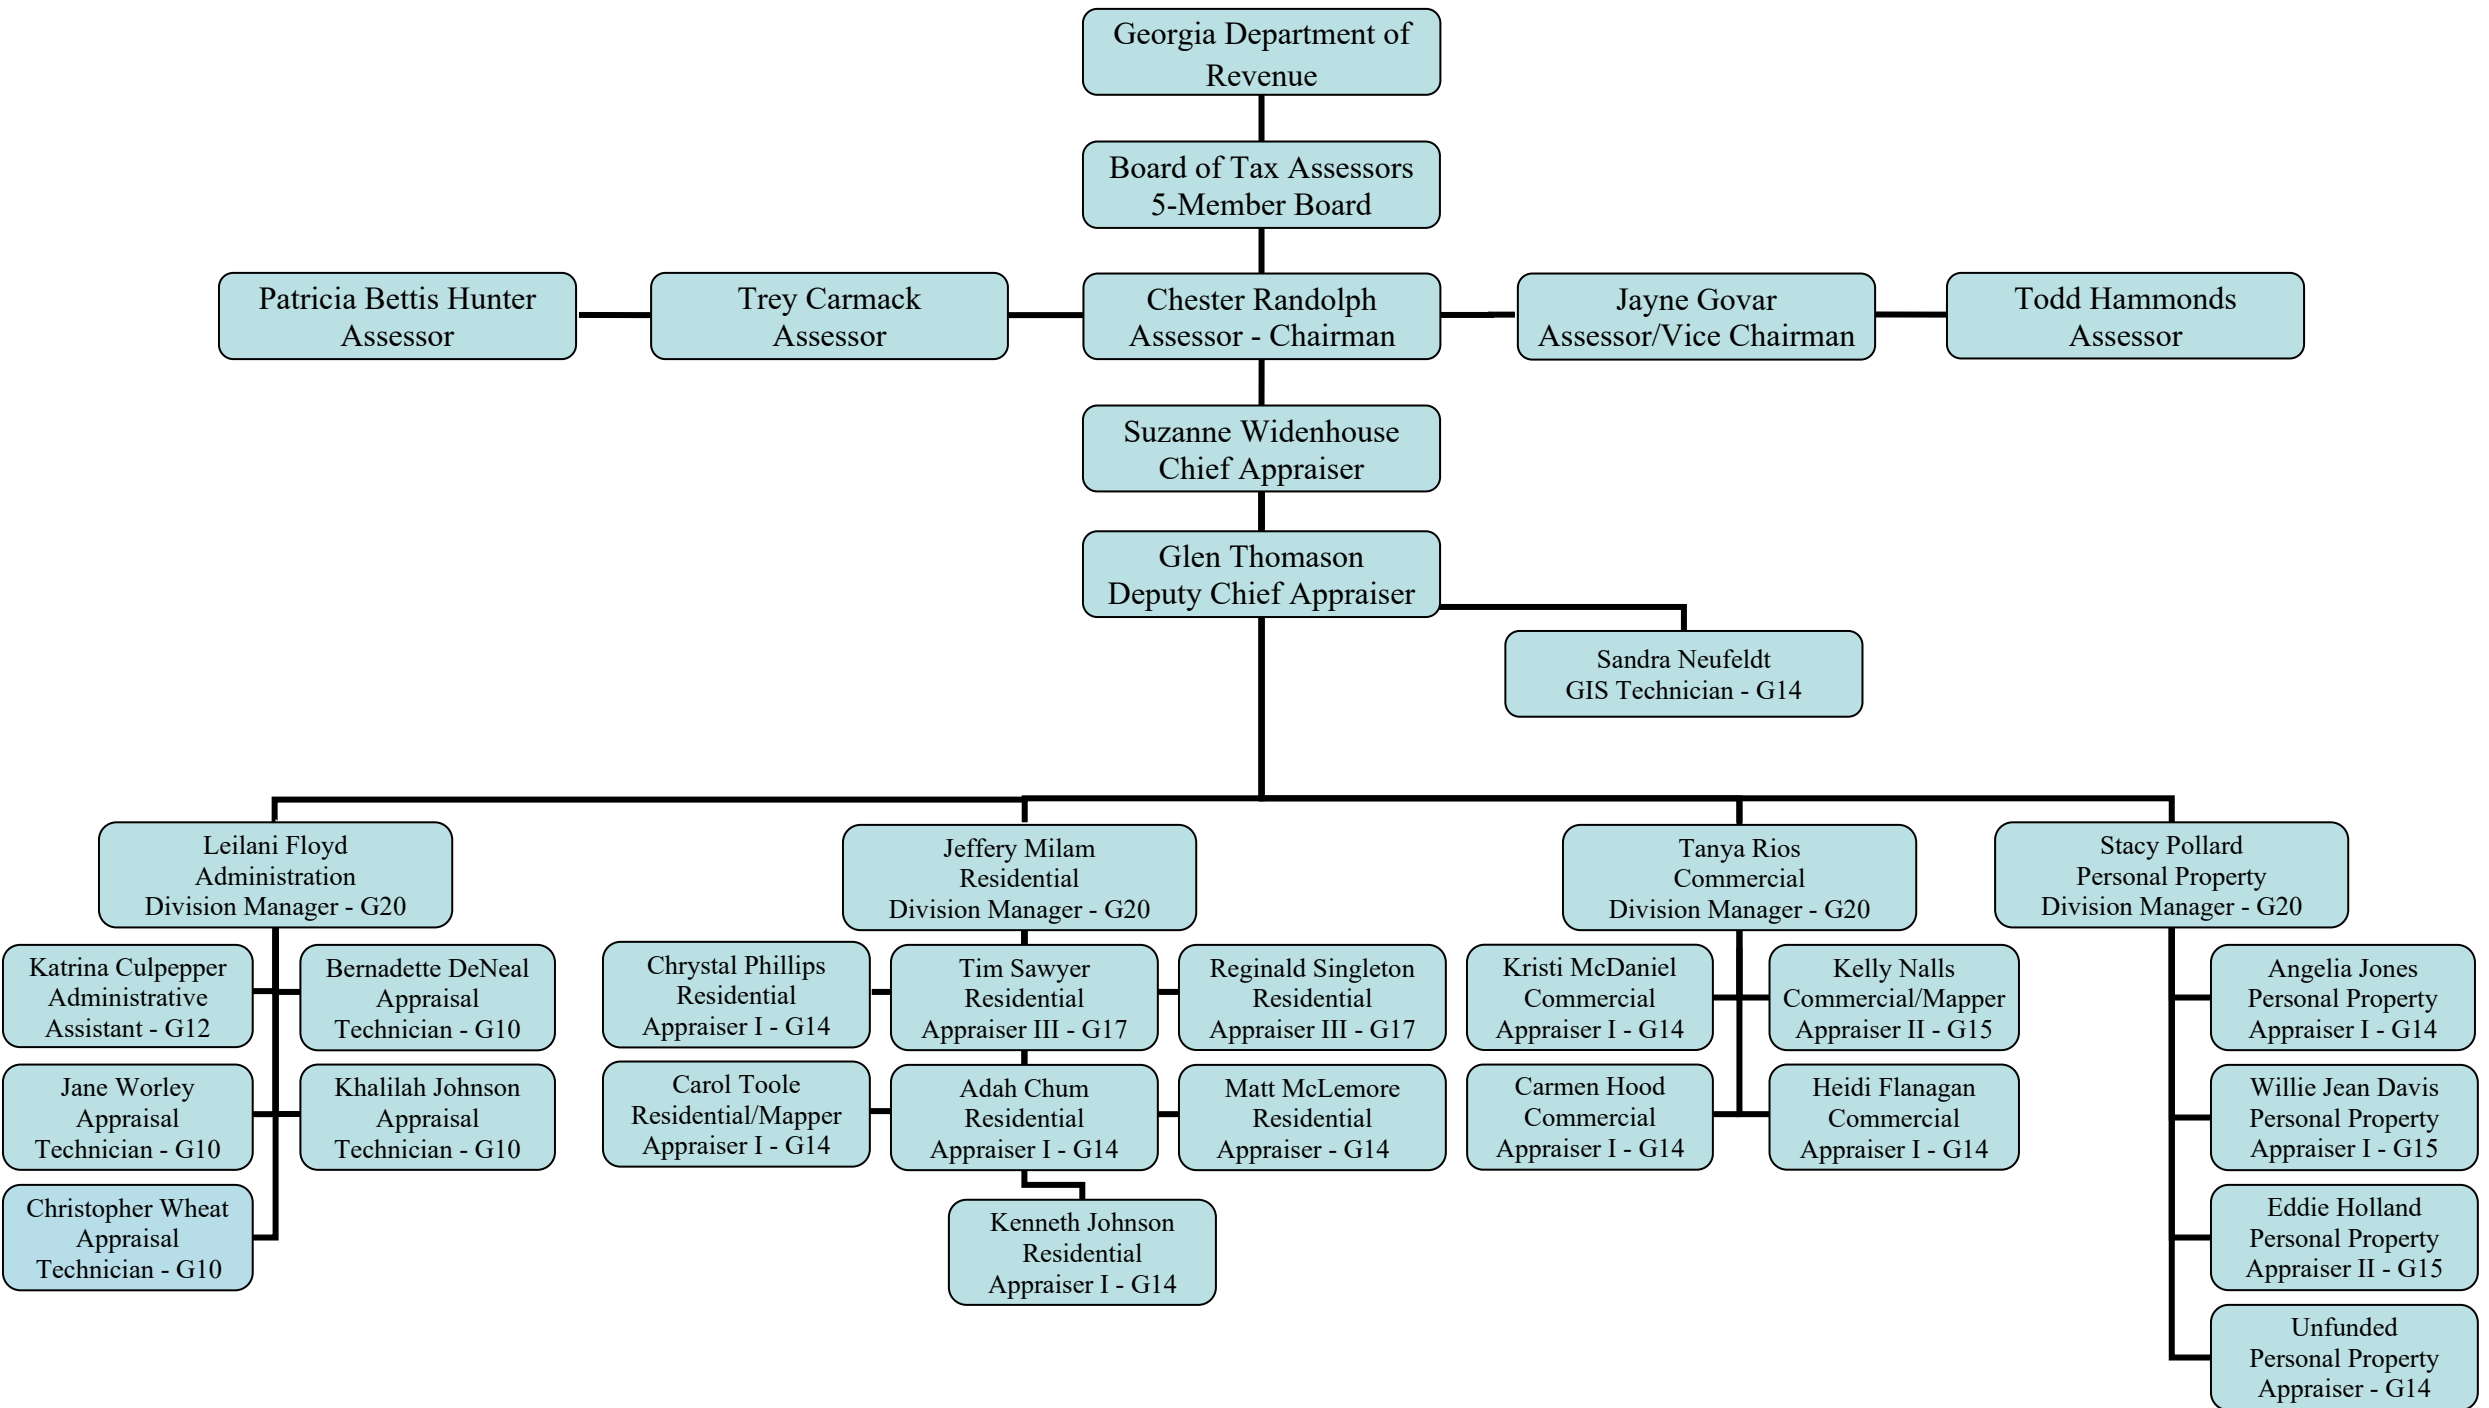 Georgia Department of
Revenue
Board of Tax Assessors
5-Member Board
Patricia Bettis Hunter
Assessor
Trey Carmack
Assessor
Chester Randolph
Assessor - Chairman
Jayne Govar
Assessor/Vice Chairman
Todd Hammonds
Assessor
Suzanne Widenhouse
Chief Appraiser
Glen Thomason
Deputy Chief Appraiser
Sandra Neufeldt
GIS Technician - G14
Leilani Floyd
Administration
Division Manager - G20
Jeffery Milam
Residential
Division Manager - G20
Tanya Rios
Commercial
Division Manager - G20
Stacy Pollard
Personal Property
Division Manager - G20
Katrina Culpepper
Administrative
Assistant - G12
Bernadette DeNeal
Appraisal
Technician - G10
Jane Worley
Appraisal
Technician - G10
Khalilah Johnson
Appraisal
Technician - G10
Christopher Wheat
Appraisal
Technician - G10
Chrystal Phillips
Residential
Appraiser I - G14
Tim Sawyer
Residential
Appraiser III - G17
Reginald Singleton
Residential
Appraiser III - G17
Carol Toole
Residential/Mapper
Appraiser I - G14
Adah Chum
Residential
Appraiser I - G14
Matt McLemore
Residential
Appraiser - G14
Kenneth Johnson
Residential
Appraiser I - G14
Kristi McDaniel
Commercial
Appraiser I - G14
Kelly Nalls
Commercial/Mapper
Appraiser II - G15
Carmen Hood
Commercial
Appraiser I - G14
Heidi Flanagan
Commercial
Appraiser I - G14
Angelia Jones
Personal Property
Appraiser I - G14
Willie Jean Davis
Personal Property
Appraiser I - G15
Eddie Holland
Personal Property
Appraiser II - G15
Unfunded
Personal Property
Appraiser - G14